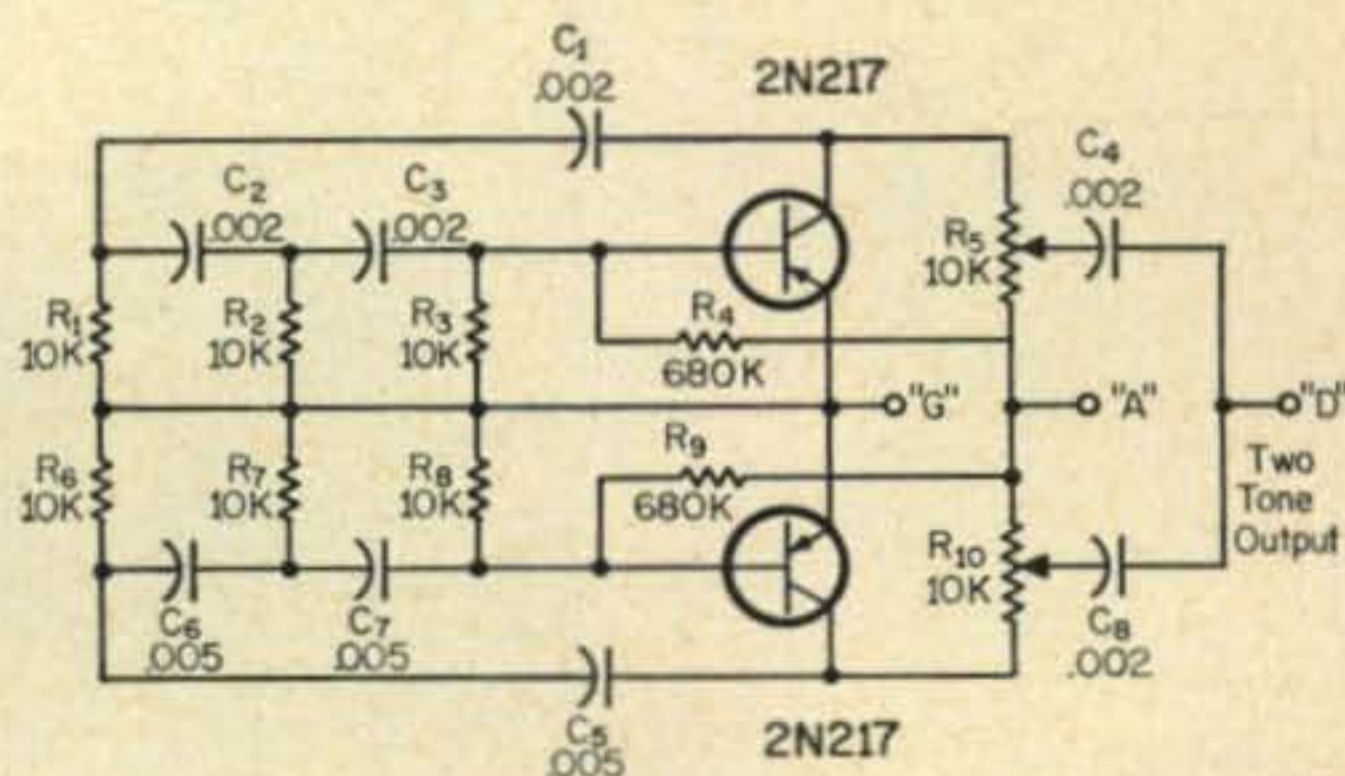 C₁
.002
2N217
C₂
.002
C₃
.002
C₄
.002
R₁
10K
R₂
10K
R₃
10K
R₄
680K
R₅
10K
"G"
"A"
"D"
Two
Tone
Output
R₆
10K
R₇
10K
R₈
10K
R₉
680K
R₁₀
10K
C₆
.005
C₇
.005
C₈
.002
C₅
.005
2N217